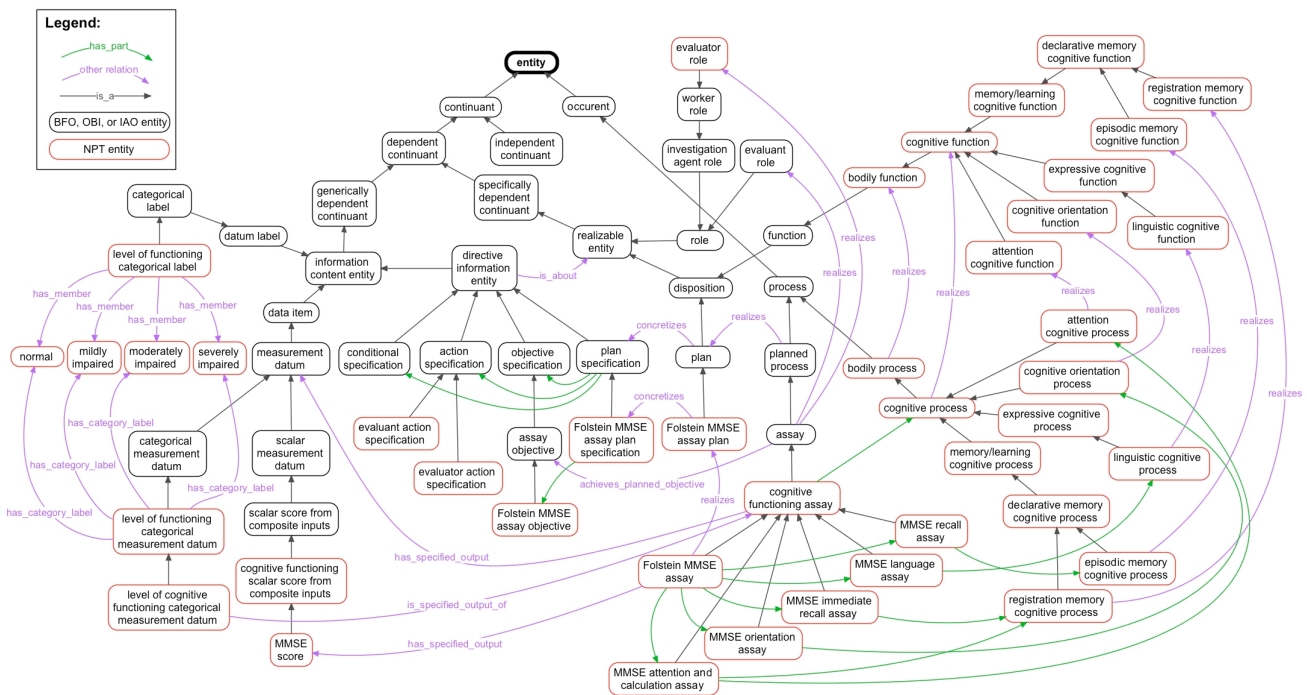 Legend:
has_part
other relation
is_a
BFO, OBI, or IAO entity
NPT entity
entity
continuant
occurent
dependent
continuant
independent
continuant
generically
dependent
continuant
specifically
dependent
continuant
categorical
label
datum label
level of functioning
categorical label
information
content entity
directive
information
entity
is_about
realizable
entity
evaluator
role
worker
role
investigation
agent role
evaluant
role
role
function
disposition
process
bodily function
cognitive function
memory/learning
cognitive function
declarative memory
cognitive function
registration memory
cognitive function
episodic memory
cognitive function
expressive cognitive
function
cognitive orientation
function
linguistic cognitive
function
attention
cognitive function
realizes
realizes
realizes
realizes
realizes
realizes
realizes
has_member
has_member
has_member
has_member
normal
mildly
impaired
moderately
impaired
severely
impaired
data item
measurement
datum
conditional
specification
action
specification
objective
specification
plan
specification
concretizes
realizes
plan
planned
process
bodily process
attention
cognitive process
cognitive orientation
process
cognitive process
expressive cognitive
process
memory/learning
cognitive process
linguistic cognitive
process
declarative memory
cognitive process
episodic memory
cognitive process
registration memory
cognitive process
has_category_label
has_category_label
has_category_label
has_category_label
categorical
measurement
datum
scalar
measurement
datum
evaluant action
specification
evaluator action
specification
assay
objective
Folstein MMSE
assay plan
specification
concretizes
Folstein MMSE
assay plan
assay
achieves_planned_objective
realizes
Folstein MMSE
assay objective
cognitive
functioning assay
level of functioning
categorical
measurement datum
scalar score from
composite inputs
has_specified_output
cognitive functioning
scalar score from
composite inputs
level of cognitive
functioning categorical
measurement datum
is_specified_output_of
has_specified_output
MMSE
score
Folstein MMSE
assay
MMSE recall
assay
MMSE language
assay
MMSE immediate
recall assay
MMSE orientation
assay
MMSE attention and
calculation assay